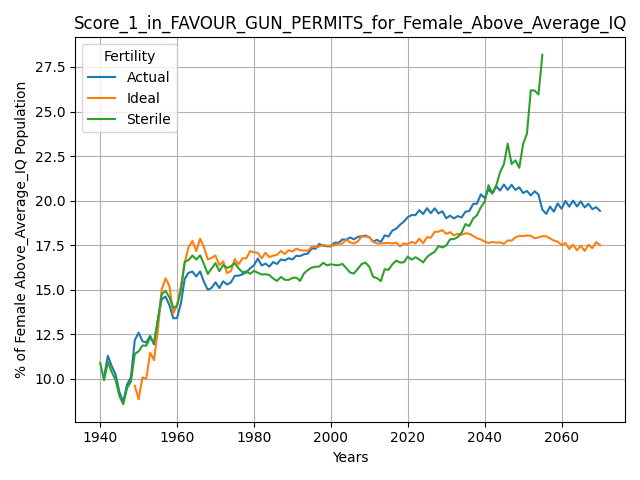 Score_1_in_FAVOUR_GUN_PERMITS_for_Female_Above_Average_IQ
Fertility
Actual
Ideal
Sterile
% of Female Above_Average_IQ Population
27.5
25.0
22.5
20.0
17.5
15.0
12.5
10.0
1940 1960 1980 2000 2020 2040 2060
Years